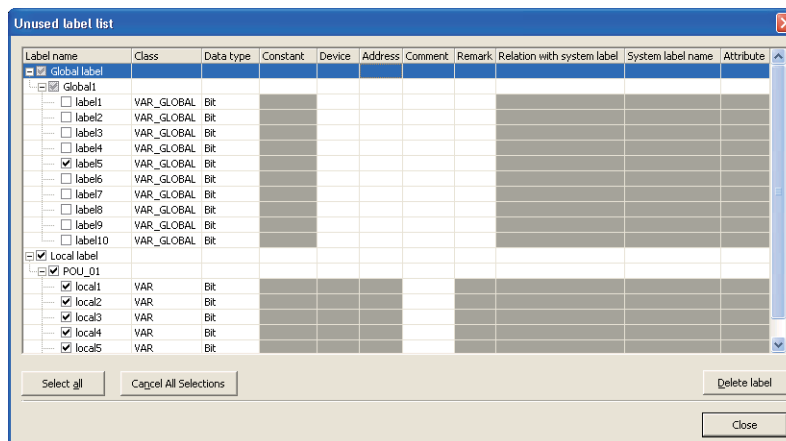 Unused label list
Label name Class Data type Constant Device Address Comment Remark Relation with system label System label name Attribute
Global label
Global1
label1 VAR_GLOBAL Bit
label2 VAR_GLOBAL Bit
label3 VAR_GLOBAL Bit
label4 VAR_GLOBAL Bit
label5 VAR_GLOBAL Bit
label6 VAR_GLOBAL Bit
label7 VAR_GLOBAL Bit
label8 VAR_GLOBAL Bit
label9 VAR_GLOBAL Bit
label10 VAR_GLOBAL Bit
Local label
POU_01
local1 VAR Bit
local2 VAR Bit
local3 VAR Bit
local4 VAR Bit
local5 VAR Bit
Select all Cancel All Selections Delete label
Close